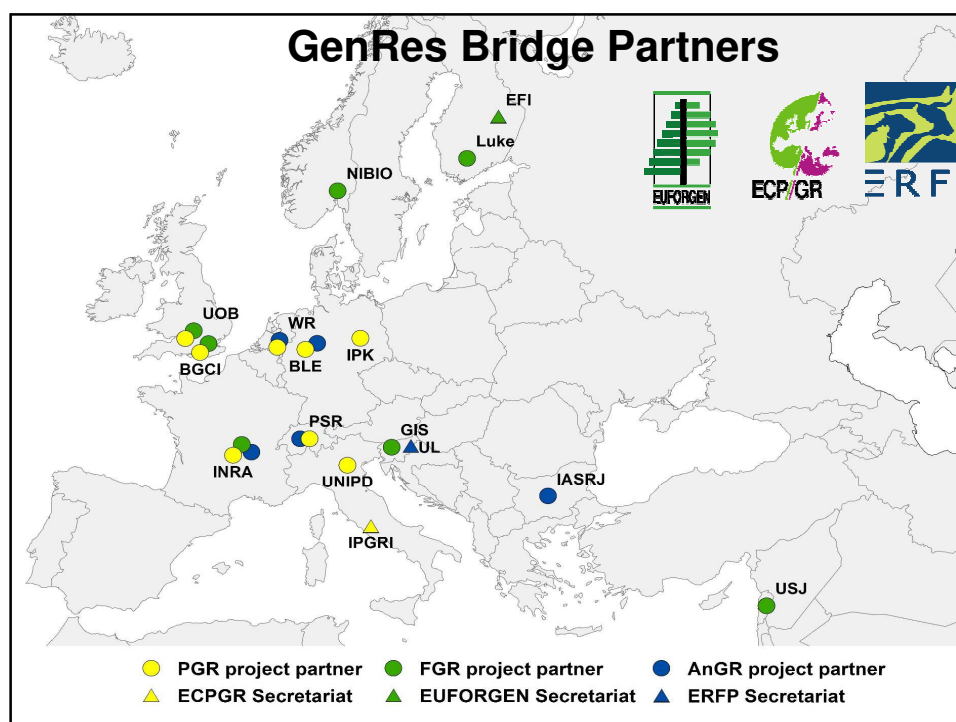 GenRes Bridge Partners
EFI
Luke
NIBIO
EUFORGEN
ECP/GR
ERF
UOB
WR
BGCI
BLE
IPK
PSR
GIS
UL
INRA
UNIPD
IASRJ
IPGRI
USJ
PGR project partner
FGR project partner
AnGR project partner
ECPGR Secretariat
EUFORGEN Secretariat
ERFP Secretariat